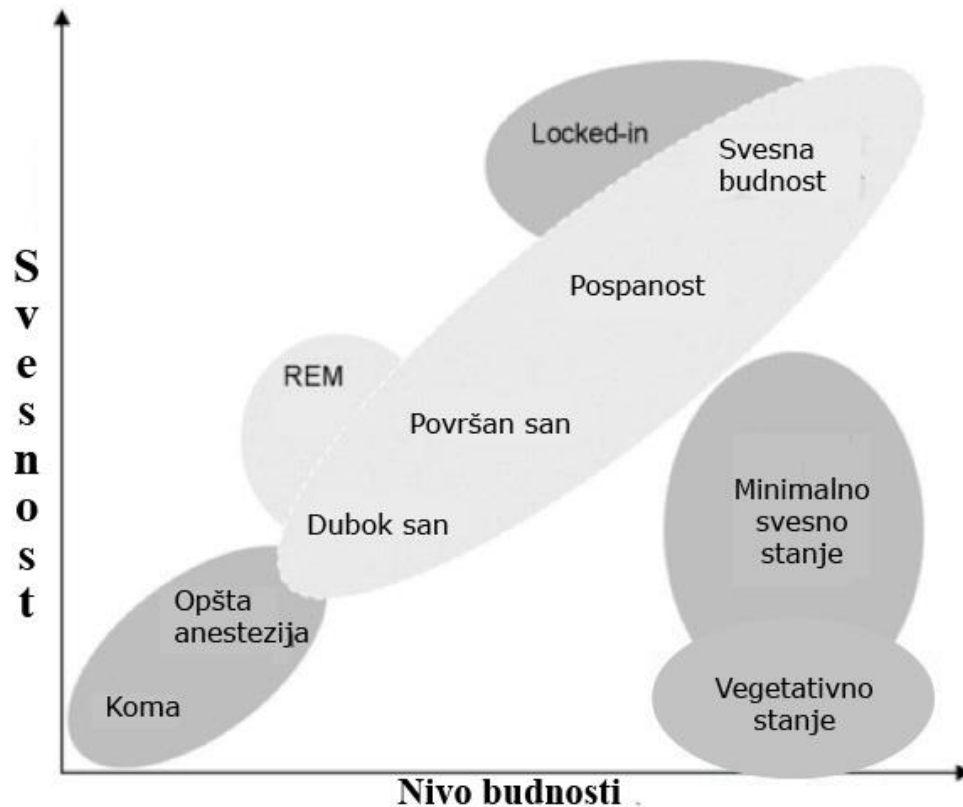 Svesnost
Locked-in
Svesna
budnost
Pospanost
REM
Površan san
Dubok san
Minimalno
svesno
stanje
Opšta
anestezija
Koma
Vegetativno
stanje
Nivo budnosti